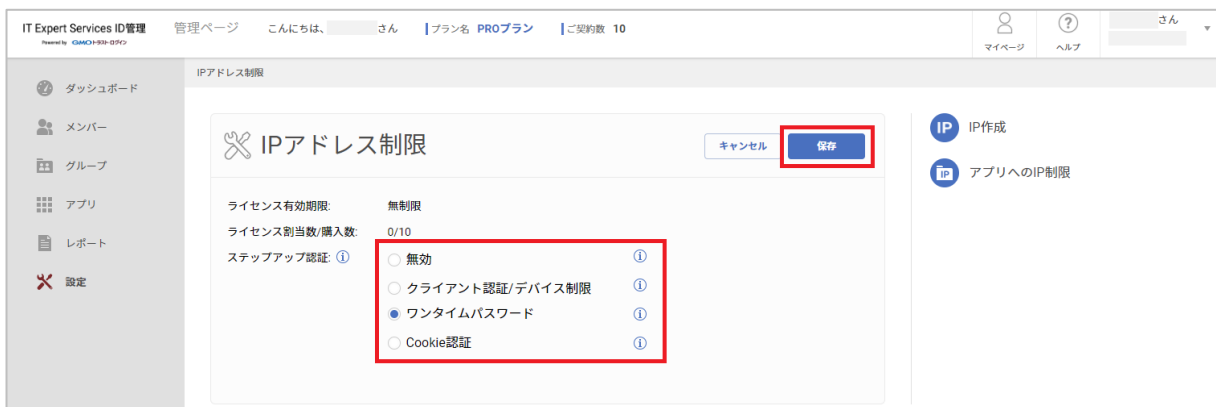 IT Expert Services ID管理 管理ページ こんにちは、 さん プラン名 PROプラン ご契約数 10 さん
Powered by GMOトラスト・ログイン マイページ ヘルプ
IPアドレス制限
ダッシュボード
メンバー
グループ
アプリ
レポート
設定
IPアドレス制限 キャンセル 保存
ライセンス有効期限: 無制限
ライセンス割当数/購入数: 0/10
ステップアップ認証: i 無効 i
クライアント認証/デバイス制限 i
ワンタイムパスワード i
Cookie認証 i
IP IP作成
IP アプリへのIP制限